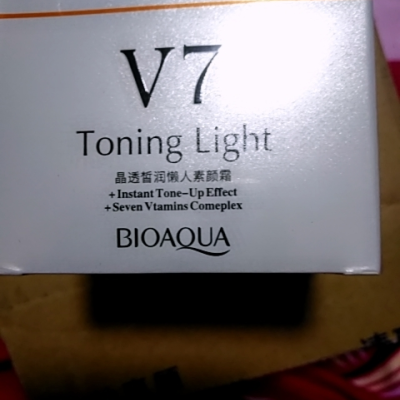 V7
Toning Light
晶透皙润懒人素颜霜
+Instant Tone-Up Effect
+Seven Vtamins Comeplex
BIOAQUA